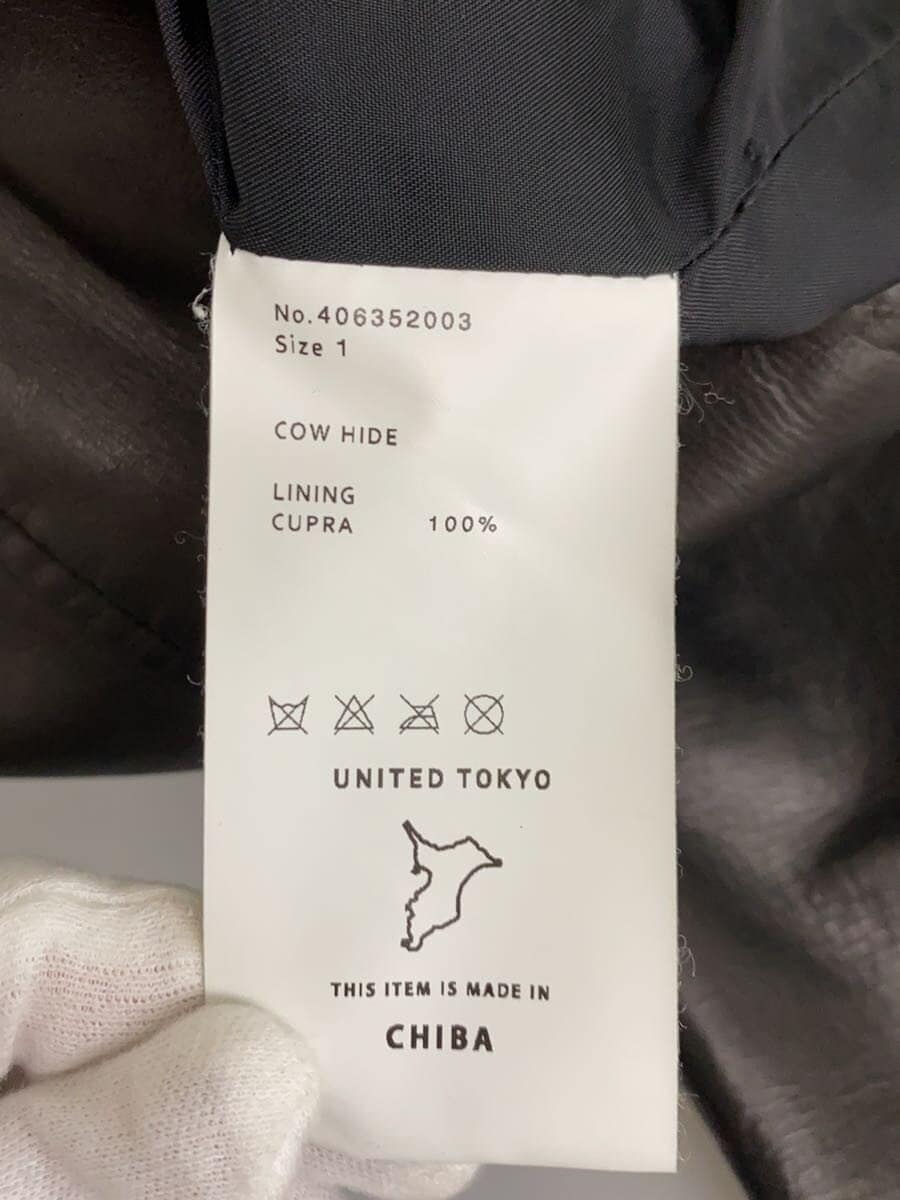 No.406352003
Size 1
COW HIDE
LINING
CUPRA 100%
UNITED TOKYO
THIS ITEM IS MADE IN
CHIBA